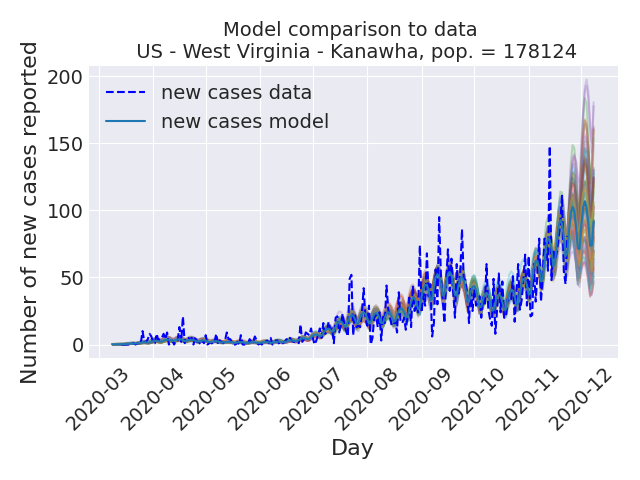 Model comparison to data
US - West Virginia - Kanawha, pop. = 178124
Number of new cases reported
200
150
100
50
0
new cases data
new cases model
2020-03
2020-04
2020-05
2020-06
2020-07
2020-08
2020-09
2020-10
2020-11
2020-12
Day